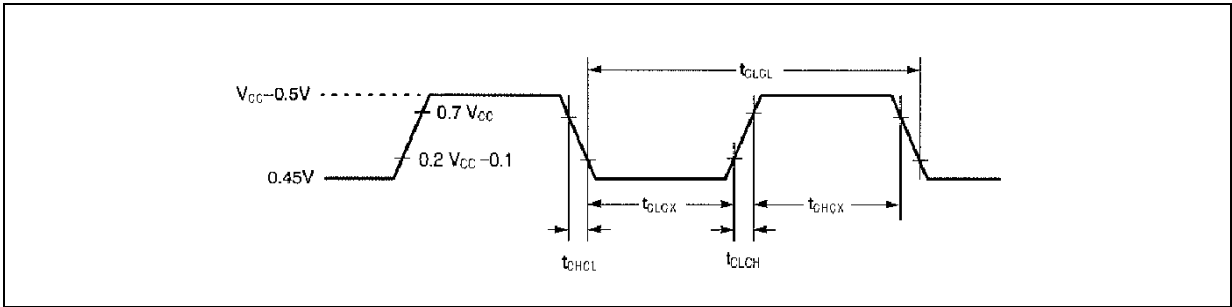 tCLCL
VCC–0.5V
0.7 VCC
0.2 VCC –0.1
0.45V
tCLCX
tCHCX
tCHCL
tCLCH